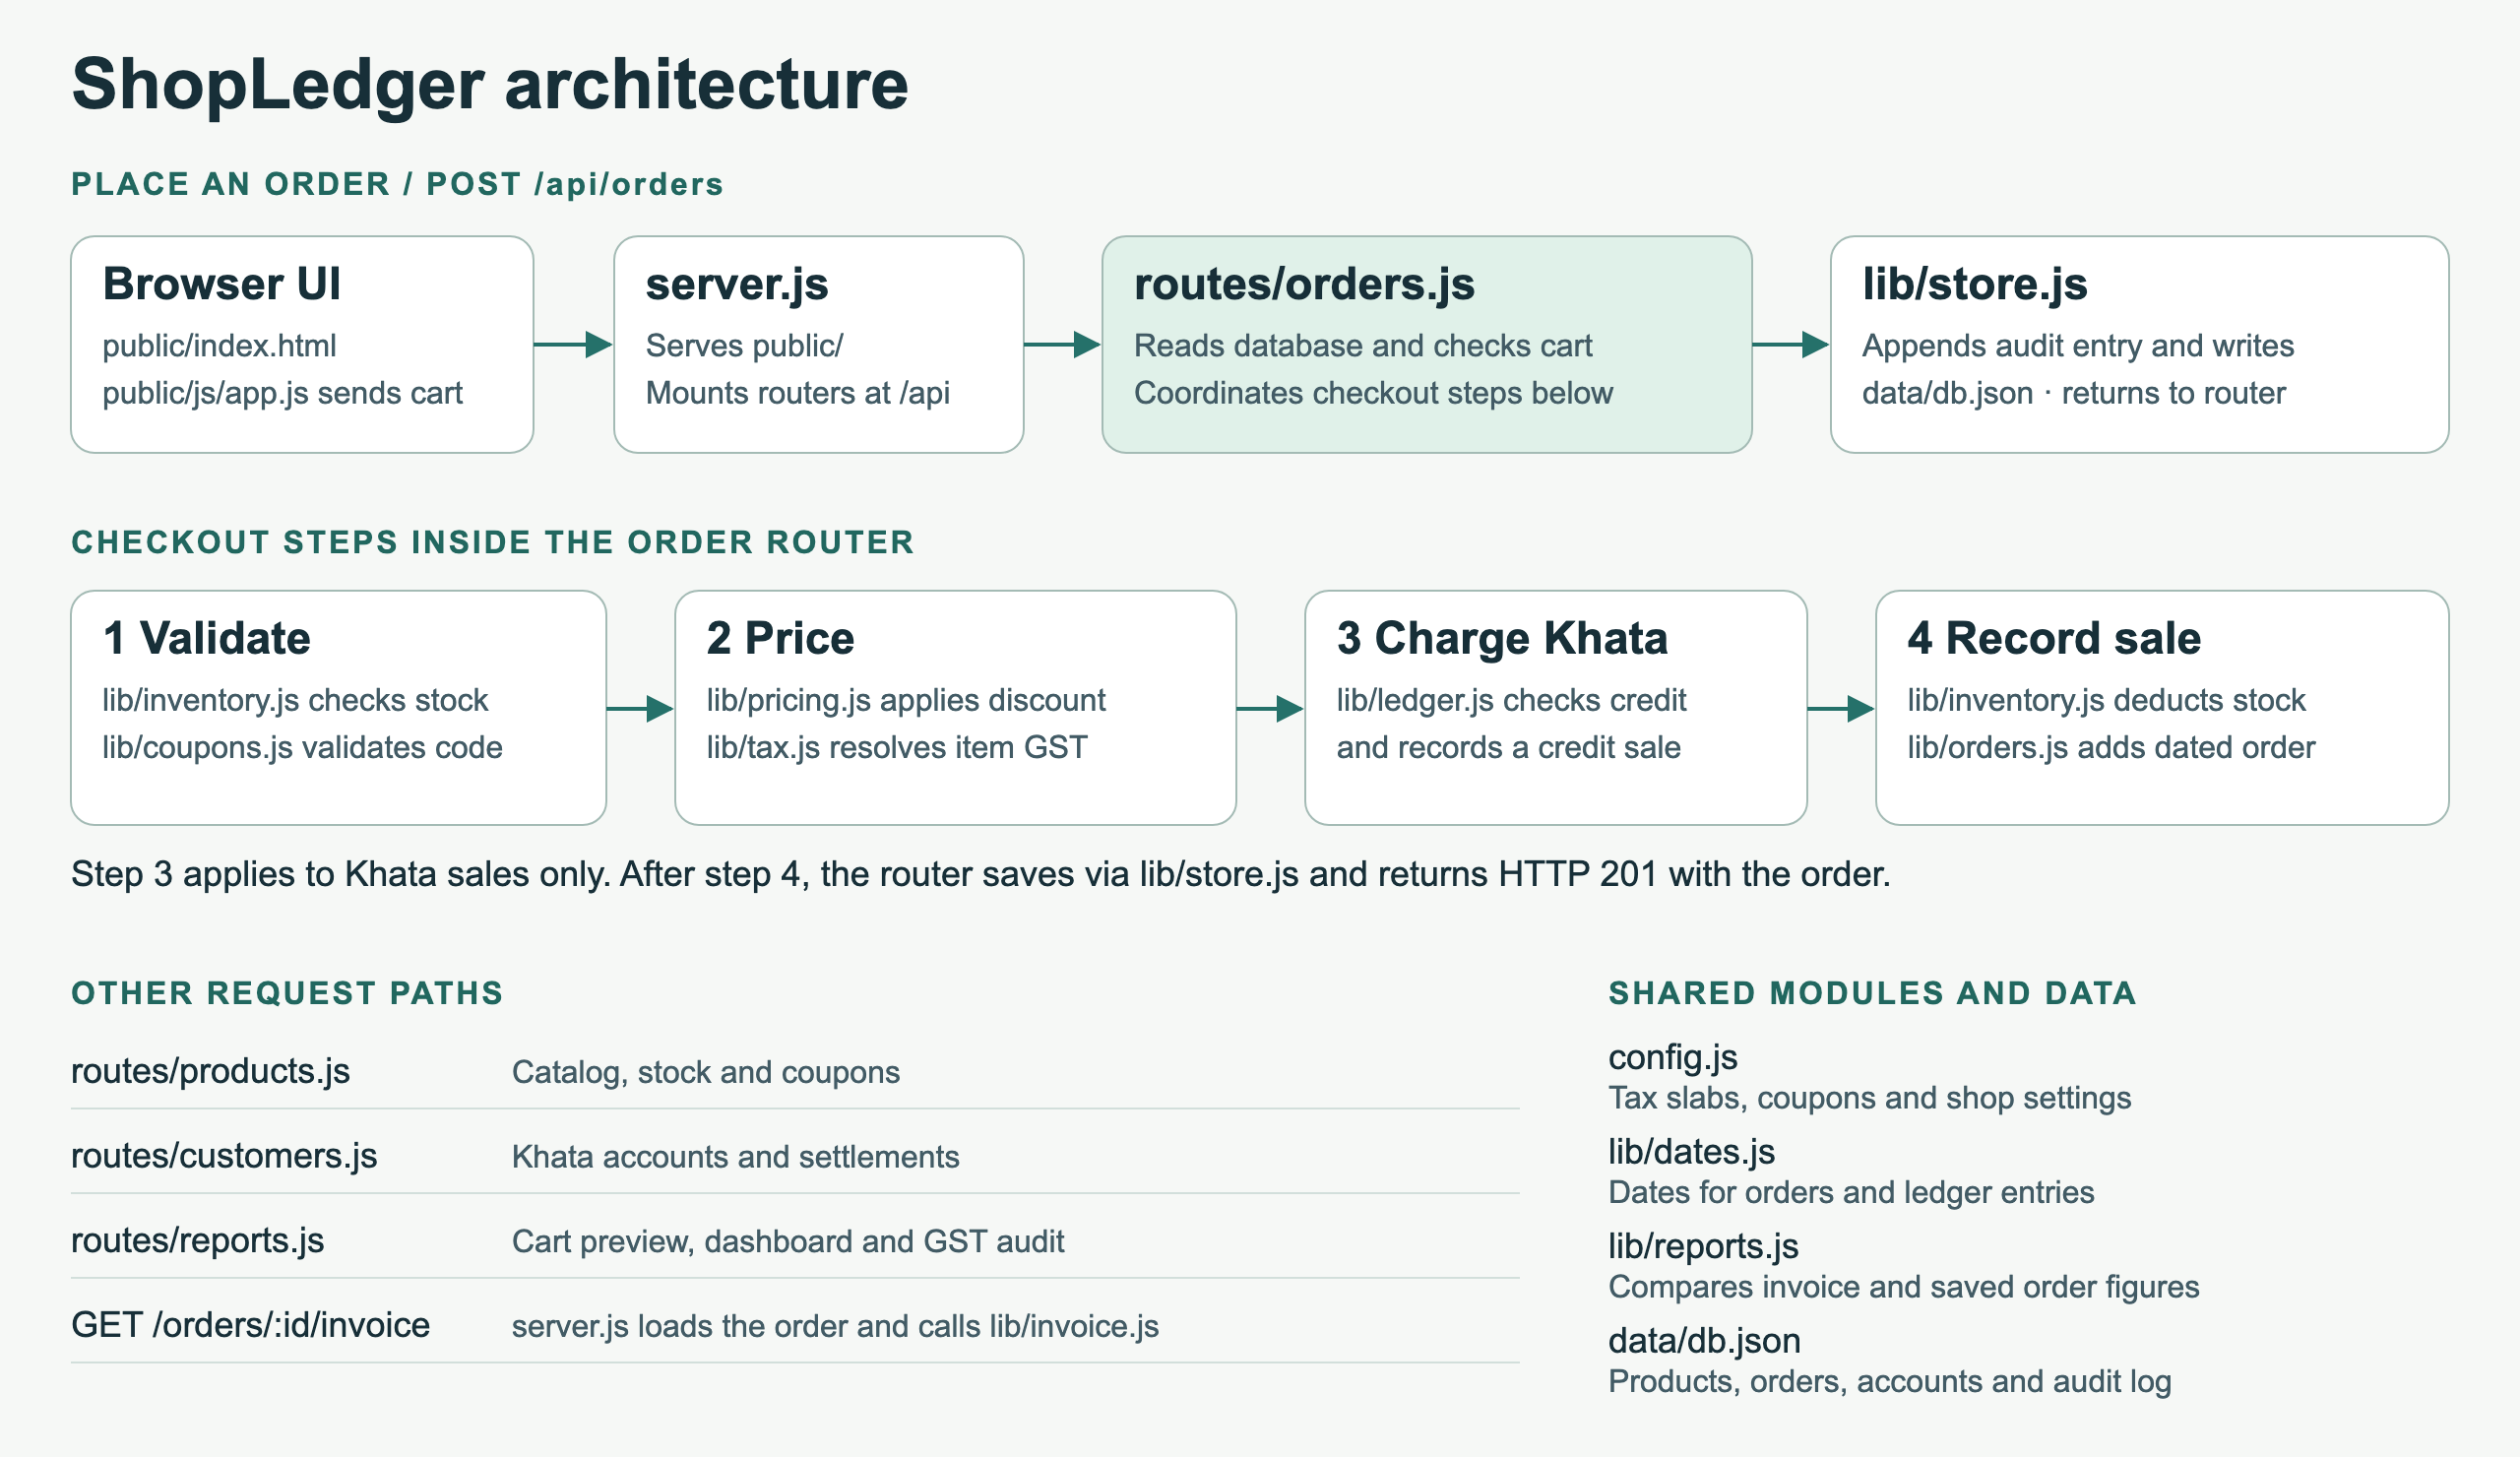 ShopLedger architecture
PLACE AN ORDER / POST /api/orders
Browser UI
public/index.html
public/js/app.js sends cart
server.js
Serves public/
Mounts routers at /api
routes/orders.js
Reads database and checks cart
Coordinates checkout steps below
lib/store.js
Appends audit entry and writes
data/db.json · returns to router
CHECKOUT STEPS INSIDE THE ORDER ROUTER
1 Validate
lib/inventory.js checks stock
lib/coupons.js validates code
2 Price
lib/pricing.js applies discount
lib/tax.js resolves item GST
3 Charge Khata
lib/ledger.js checks credit
and records a credit sale
4 Record sale
lib/inventory.js deducts stock
lib/orders.js adds dated order
Step 3 applies to Khata sales only. After step 4, the router saves via lib/store.js and returns HTTP 201 with the order.
OTHER REQUEST PATHS
routes/products.js Catalog, stock and coupons
routes/customers.js Khata accounts and settlements
routes/reports.js Cart preview, dashboard and GST audit
GET /orders/:id/invoice server.js loads the order and calls lib/invoice.js
SHARED MODULES AND DATA
config.js
Tax slabs, coupons and shop settings
lib/dates.js
Dates for orders and ledger entries
lib/reports.js
Compares invoice and saved order figures
data/db.json
Products, orders, accounts and audit log